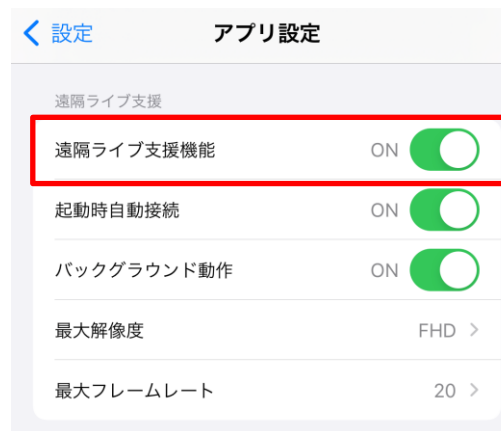 設定 アプリ設定
遠隔ライブ支援
遠隔ライブ支援機能 ON
起動時自動接続 ON
バックグラウンド動作 ON
最大解像度 FHD
最大フレームレート 20